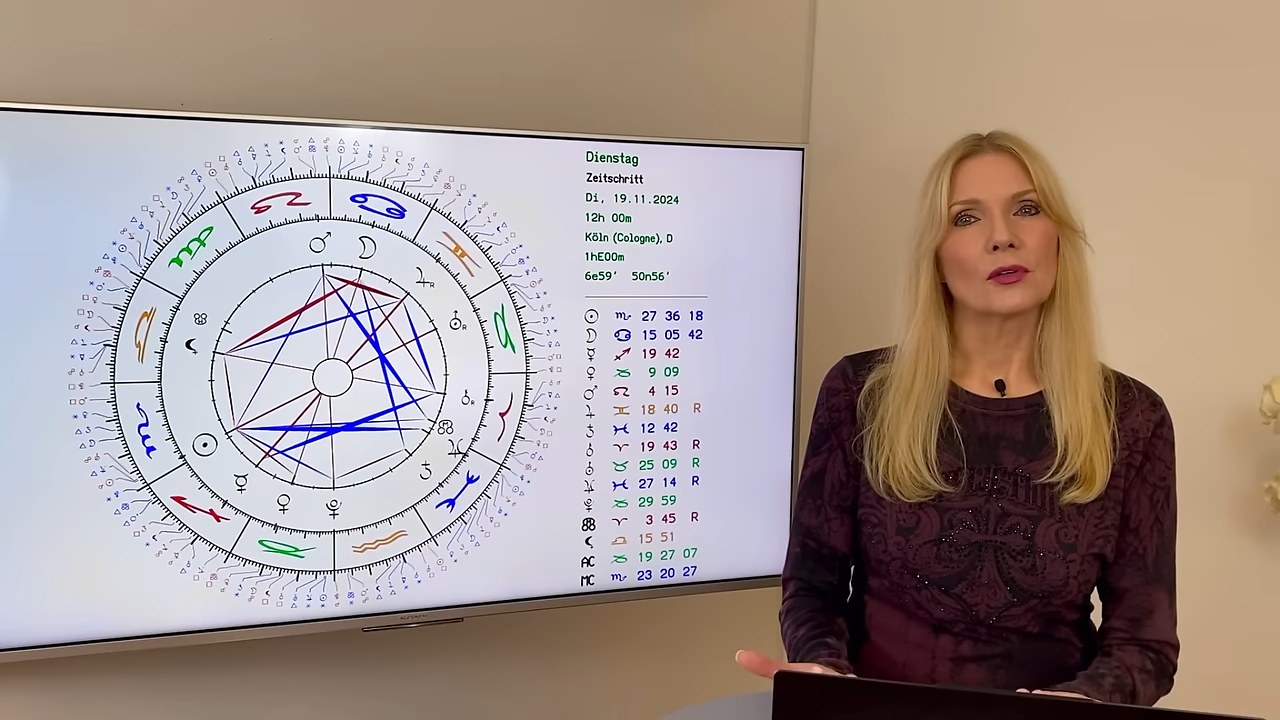 Dienstag
Zeitschritt
Di, 19.11.2024
12h 00m
Köln (Cologne), D
1hE00m
6e59' 50n56'
☉ ♏ 27 36 18
☽ ♋ 15 05 42
☿ ♐ 19 42
♀ ♑ 9 09
♂ ♌ 4 15
♃ ♊ 18 40 R
♄ ♓ 12 42
⚷ ♈ 19 43 R
♅ ♉ 25 09 R
♆ ♓ 27 14 R
♇ ♑ 29 59
☊ ♈ 3 45 R
⚸ ♎ 15 51
AC ♑ 19 27 07
MC ♏ 23 20 27